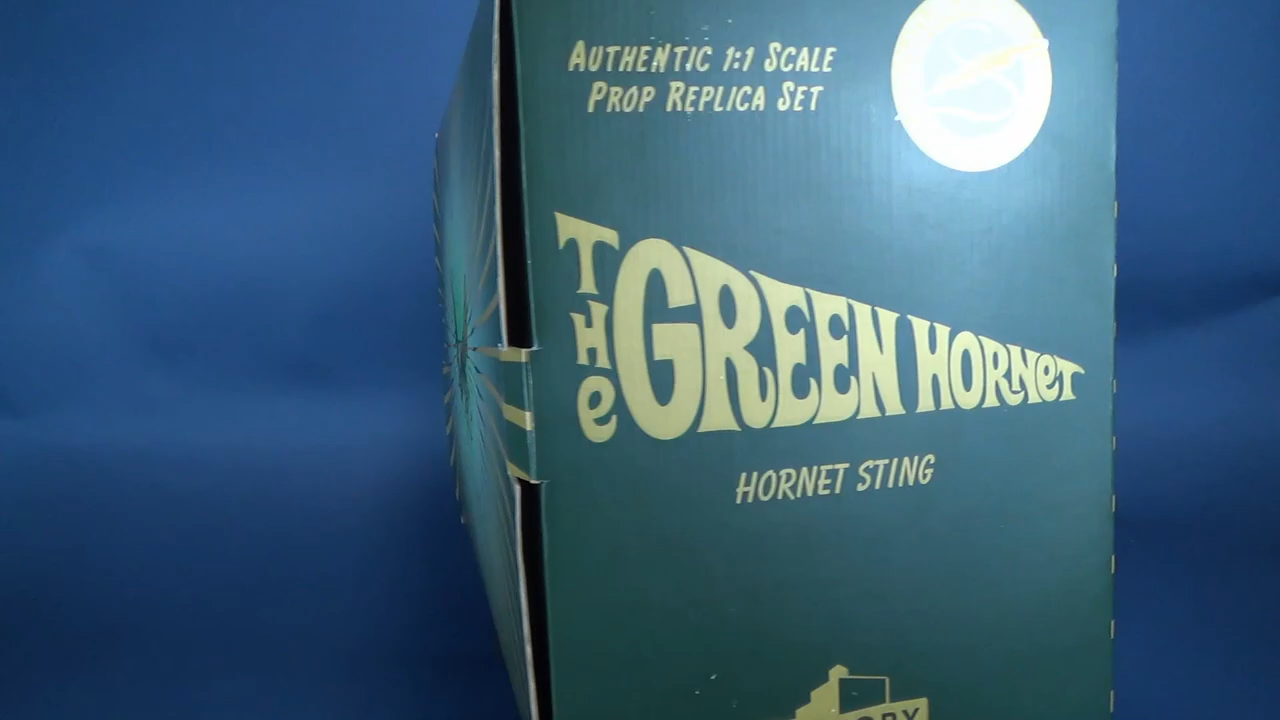 AUTHENTIC 1:1 SCALE
PROP REPLICA SET
THE GREEN HORNET
HORNET STING